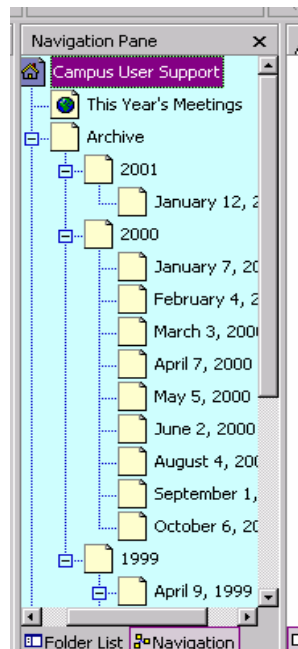 Navigation Pane
Campus User Support
This Year's Meetings
Archive
2001
January 12, 2
2000
January 7, 20
February 4, 2
March 3, 200
April 7, 2000
May 5, 2000
June 2, 2000
August 4, 200
September 1,
October 6, 20
1999
April 9, 1999
Folder List Navigation